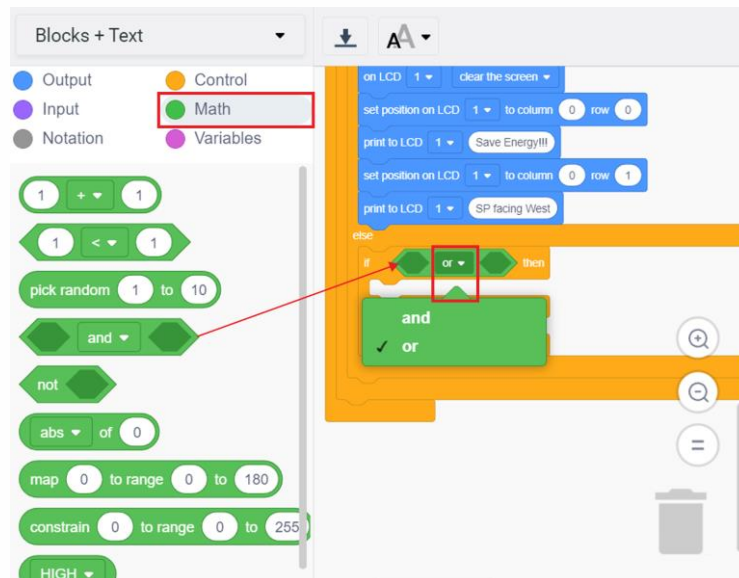 Blocks + Text
Output
Control
Input
Math
Notation
Variables
1 + 1
1 < 1
pick random 1 to 10
and
not
abs of 0
map 0 to range 0 to 180
constrain 0 to range 0 to 255
HIGH
AA
on LCD 1 clear the screen
set position on LCD 1 to column 0 row 0
print to LCD 1 Save Energy!!!
set position on LCD 1 to column 0 row 1
print to LCD 1 SP facing West
else
if or then
and
✓ or